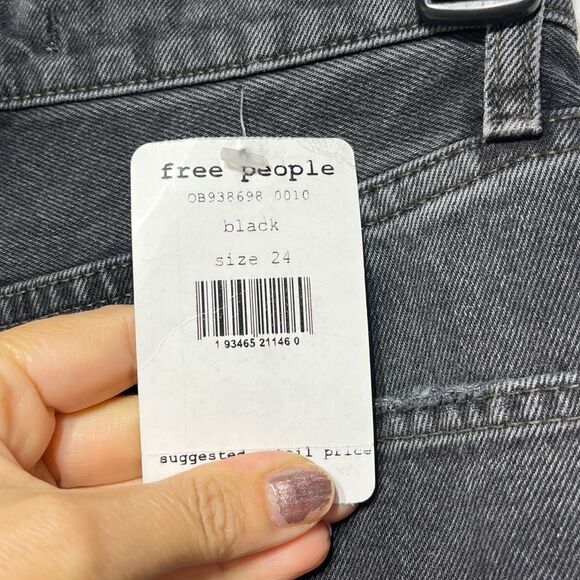 free people
OB938698 0010
black
size 24
1 93465 21146 0
suggested price